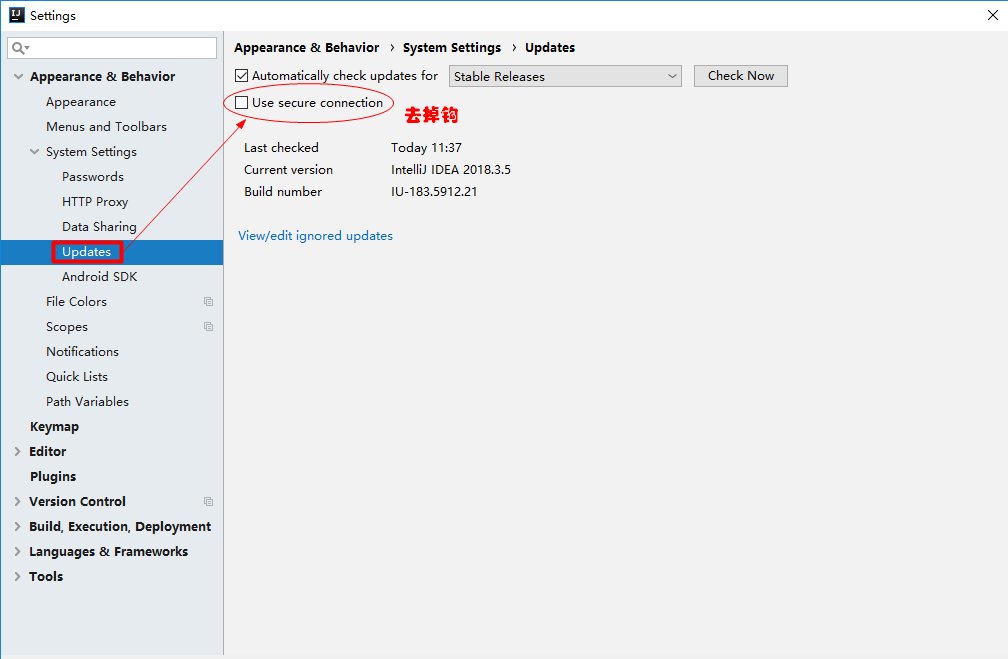 Settings
Appearance & Behavior
Appearance
Menus and Toolbars
System Settings
Passwords
HTTP Proxy
Data Sharing
Updates
Android SDK
File Colors
Scopes
Notifications
Quick Lists
Path Variables
Keymap
Editor
Plugins
Version Control
Build, Execution, Deployment
Languages & Frameworks
Tools
Appearance & Behavior › System Settings › Updates
Automatically check updates for Stable Releases Check Now
Use secure connection
去掉钩
Last checked Today 11:37
Current version IntelliJ IDEA 2018.3.5
Build number IU-183.5912.21
View/edit ignored updates